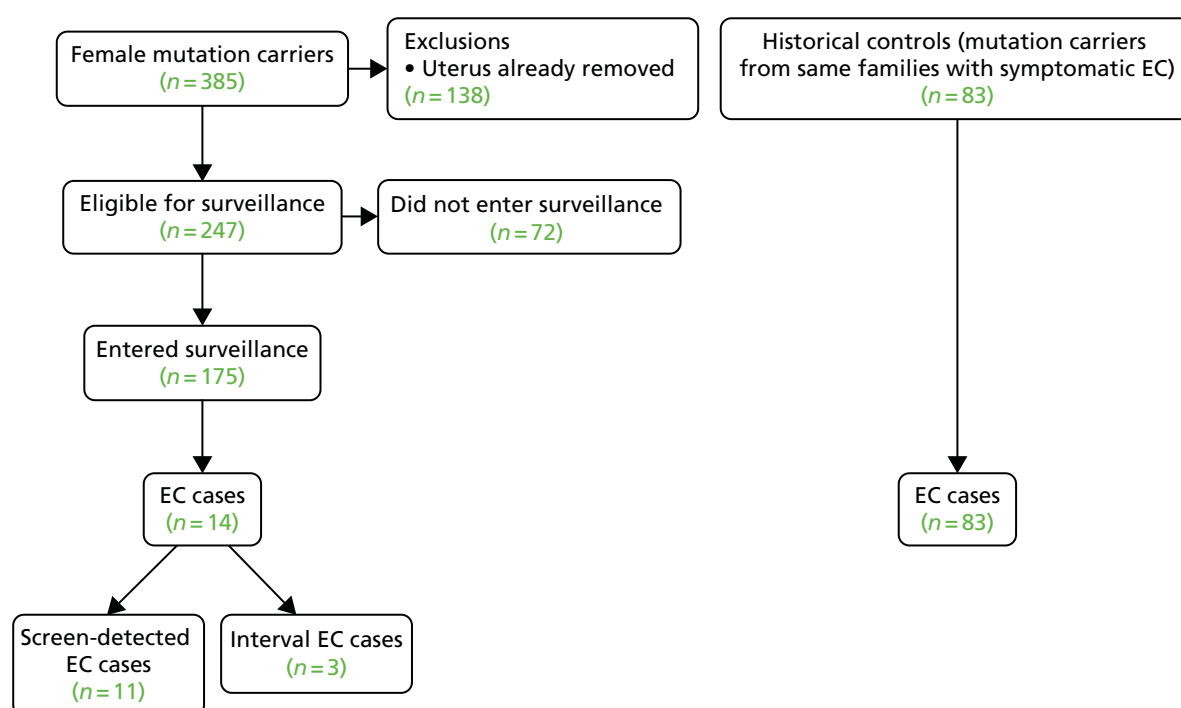 Female mutation carriers
(n = 385)
Exclusions
• Uterus already removed
(n = 138)
Historical controls (mutation carriers
from same families with symptomatic EC)
(n = 83)
Eligible for surveillance
(n = 247)
Did not enter surveillance
(n = 72)
Entered surveillance
(n = 175)
EC cases
(n = 14)
EC cases
(n = 83)
Screen-detected
EC cases
(n = 11)
Interval EC cases
(n = 3)